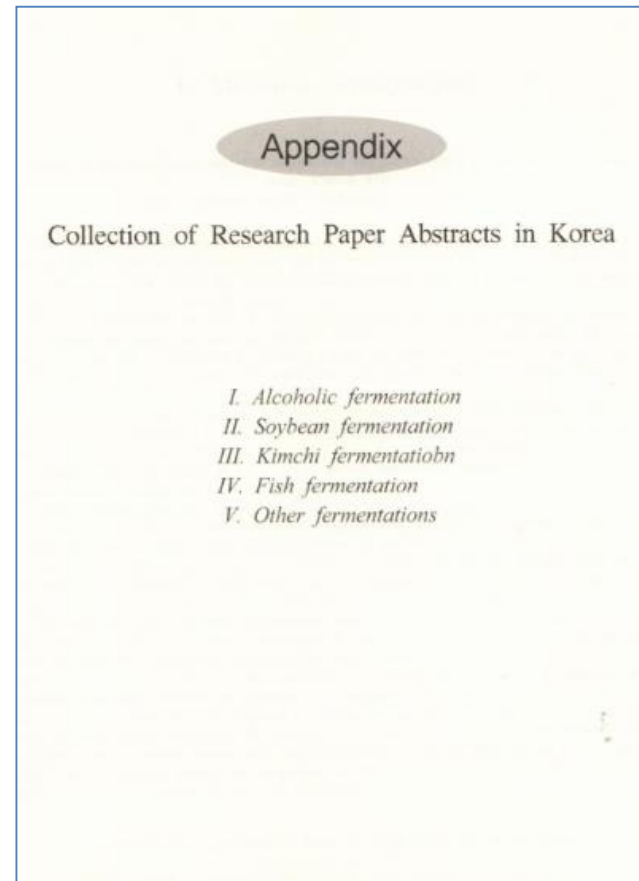 Appendix
Collection of Research Paper Abstracts in Korea
I. Alcoholic fermentation
II. Soybean fermentation
III. Kimchi fermentatiobn
IV. Fish fermentation
V. Other fermentations